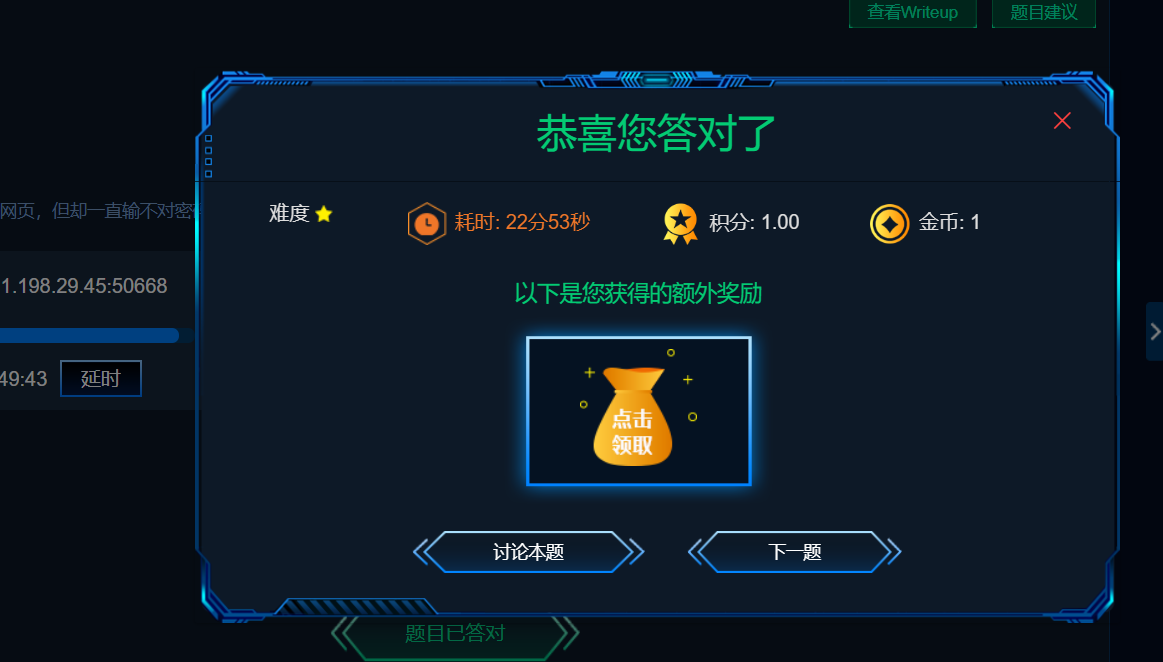 查看Writeup
题目建议
恭喜您答对了
网页，但却一直输不对密
难度
耗时: 22分53秒
积分: 1.00
金币: 1
以下是您获得的额外奖励
1.198.29.45:50668
49:43
延时
点击
领取
讨论本题
下一题
题目已答对